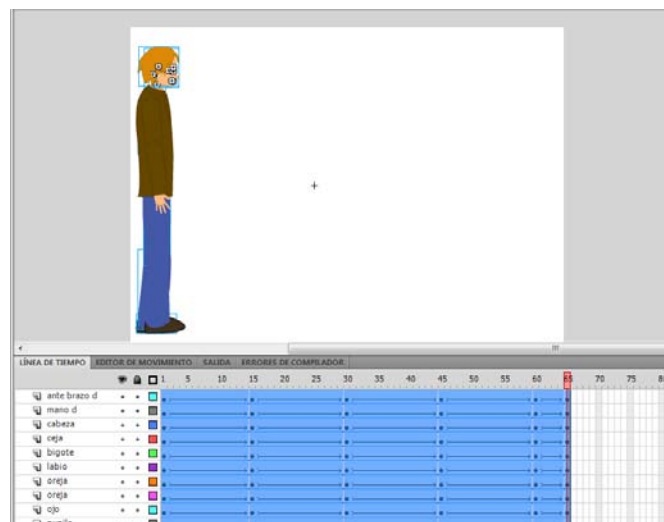 LÍNEA DE TIEMPO EDITOR DE MOVIMIENTO SALIDA ERRORES DE COMPILADOR
1 5 10 15 20 25 30 35 40 45 50 55 60 65 70 75 80
ante brazo d
mano d
cabeza
ceja
bigote
labio
oreja
oreja
ojo